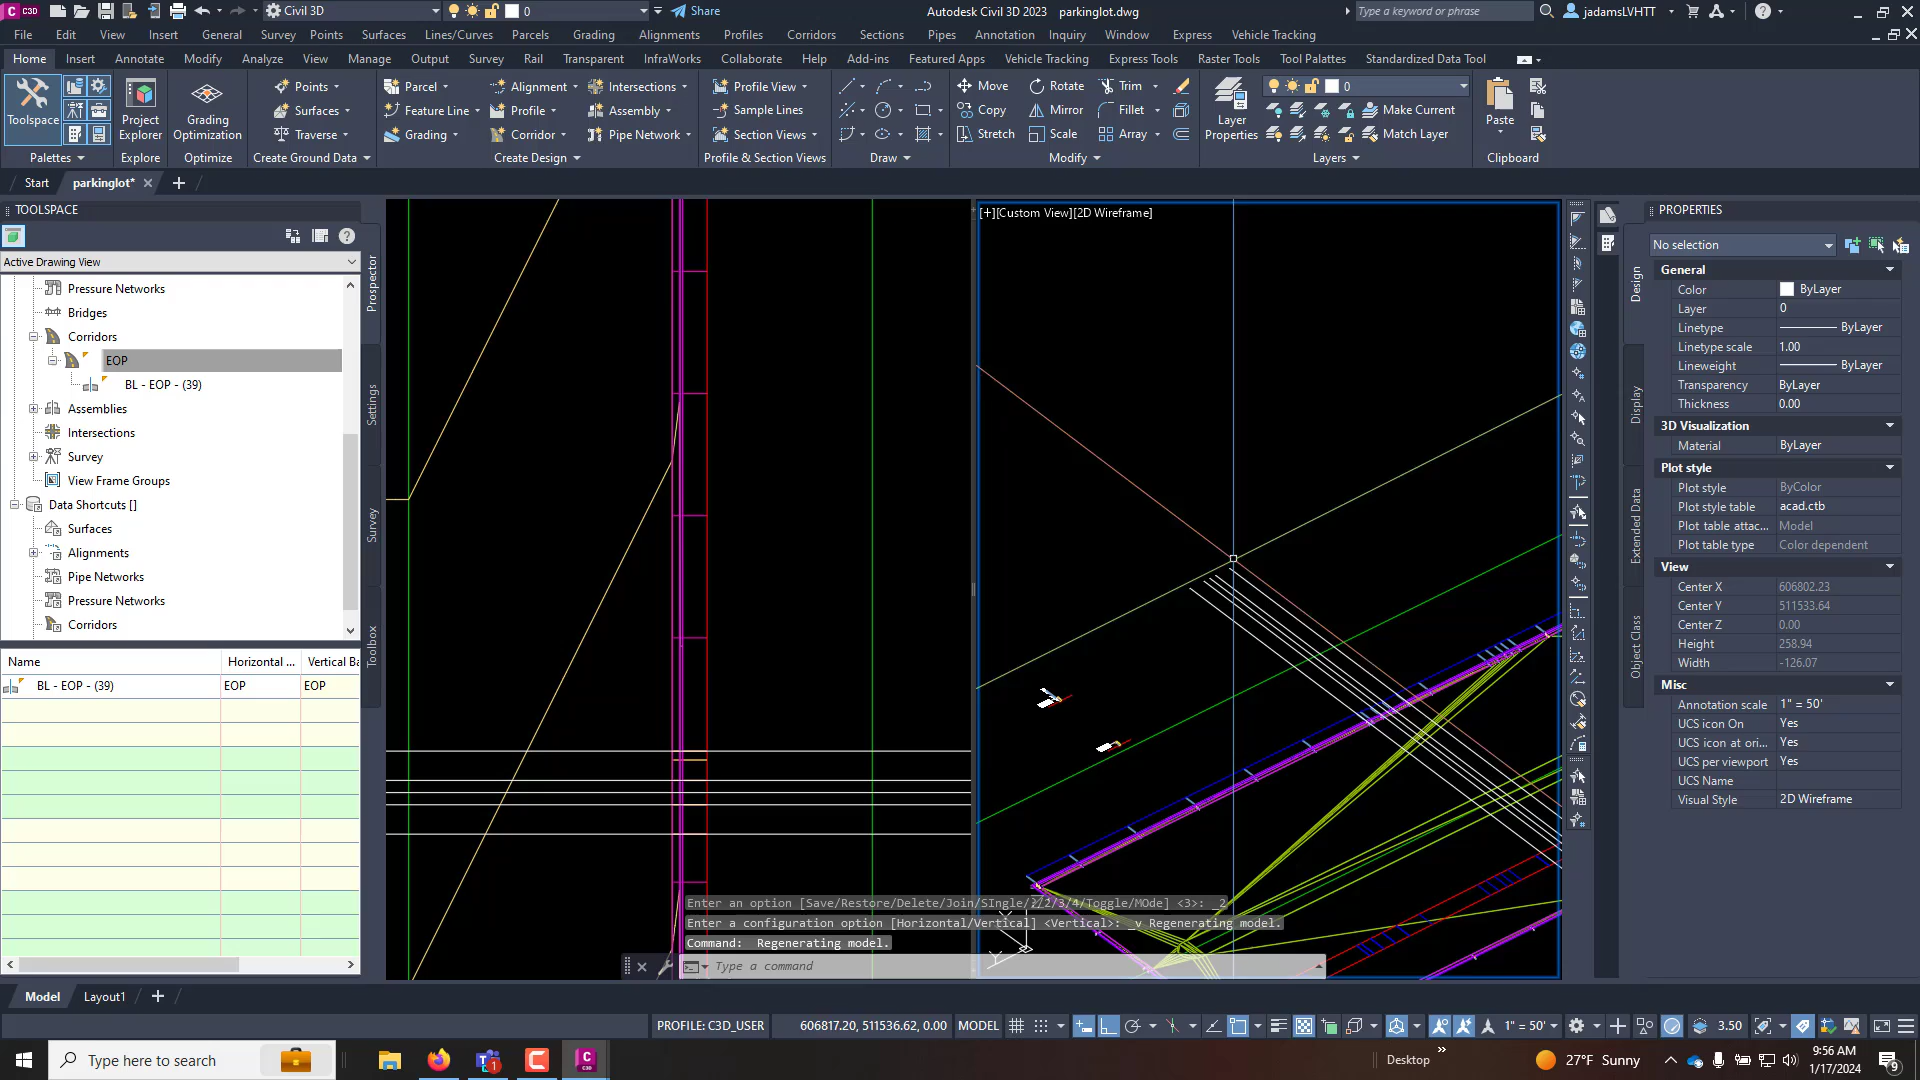 C3D Civil 3D 0 Share Autodesk Civil 3D 2023 parkinglot.dwg Type a keyword or phrase jadamsLVHTT
File Edit View Insert General Survey Points Surfaces Lines/Curves Parcels Grading Alignments Profiles Corridors Sections Pipes Annotation Inquiry Window Express Vehicle Tracking
Home Insert Annotate Modify Analyze View Manage Output Survey Rail Transparent InfraWorks Collaborate Help Add-ins Featured Apps Vehicle Tracking Express Tools Raster Tools Tool Palettes Standardized Data Tool
Points Parcel Alignment Intersections Profile View Move Rotate Trim 0
Surfaces Feature Line Profile Assembly Sample Lines Copy Mirror Fillet Make Current
Toolspace Project Explorer Grading Optimization Traverse Grading Corridor Pipe Network Section Views Stretch Scale Array Layer Properties Match Layer Paste
Palettes Explore Optimize Create Ground Data Create Design Profile & Section Views Draw Modify Layers Clipboard
Start parkinglot*
TOOLSPACE
Active Drawing View
Pressure Networks
Bridges
Corridors
EOP
BL - EOP - (39)
Assemblies
Intersections
Survey
View Frame Groups
Data Shortcuts []
Surfaces
Alignments
Pipe Networks
Pressure Networks
Corridors
Prospector
Settings
Survey
Toolbox
Name Horizontal ... Vertical Ba
BL - EOP - (39) EOP EOP
[+][Custom View][2D Wireframe]
Y
Enter an option [Save/Restore/Delete/Join/SIngle/?/2/3/4/Toggle/MOde] <3>: _2
Enter a configuration option [Horizontal/Vertical] <Vertical>: _v Regenerating model.
Command: Regenerating model.
Type a command
PROPERTIES
No selection
Design
Display
Extended Data
Object Class
General
Color ByLayer
Layer 0
Linetype ByLayer
Linetype scale 1.00
Lineweight ByLayer
Transparency ByLayer
Thickness 0.00
3D Visualization
Material ByLayer
Plot style
Plot style ByColor
Plot style table acad.ctb
Plot table attac... Model
Plot table type Color dependent
View
Center X 606802.23
Center Y 511533.64
Center Z 0.00
Height 258.94
Width -126.07
Misc
Annotation scale 1" = 50'
UCS icon On Yes
UCS icon at ori... Yes
UCS per viewport Yes
UCS Name
Visual Style 2D Wireframe
Model Layout1
PROFILE: C3D_USER 606817.20, 511536.62, 0.00 MODEL 1" = 50' 3.50
Type here to search 1 C3D Desktop 27°F Sunny 9:56 AM
1/17/2024 9